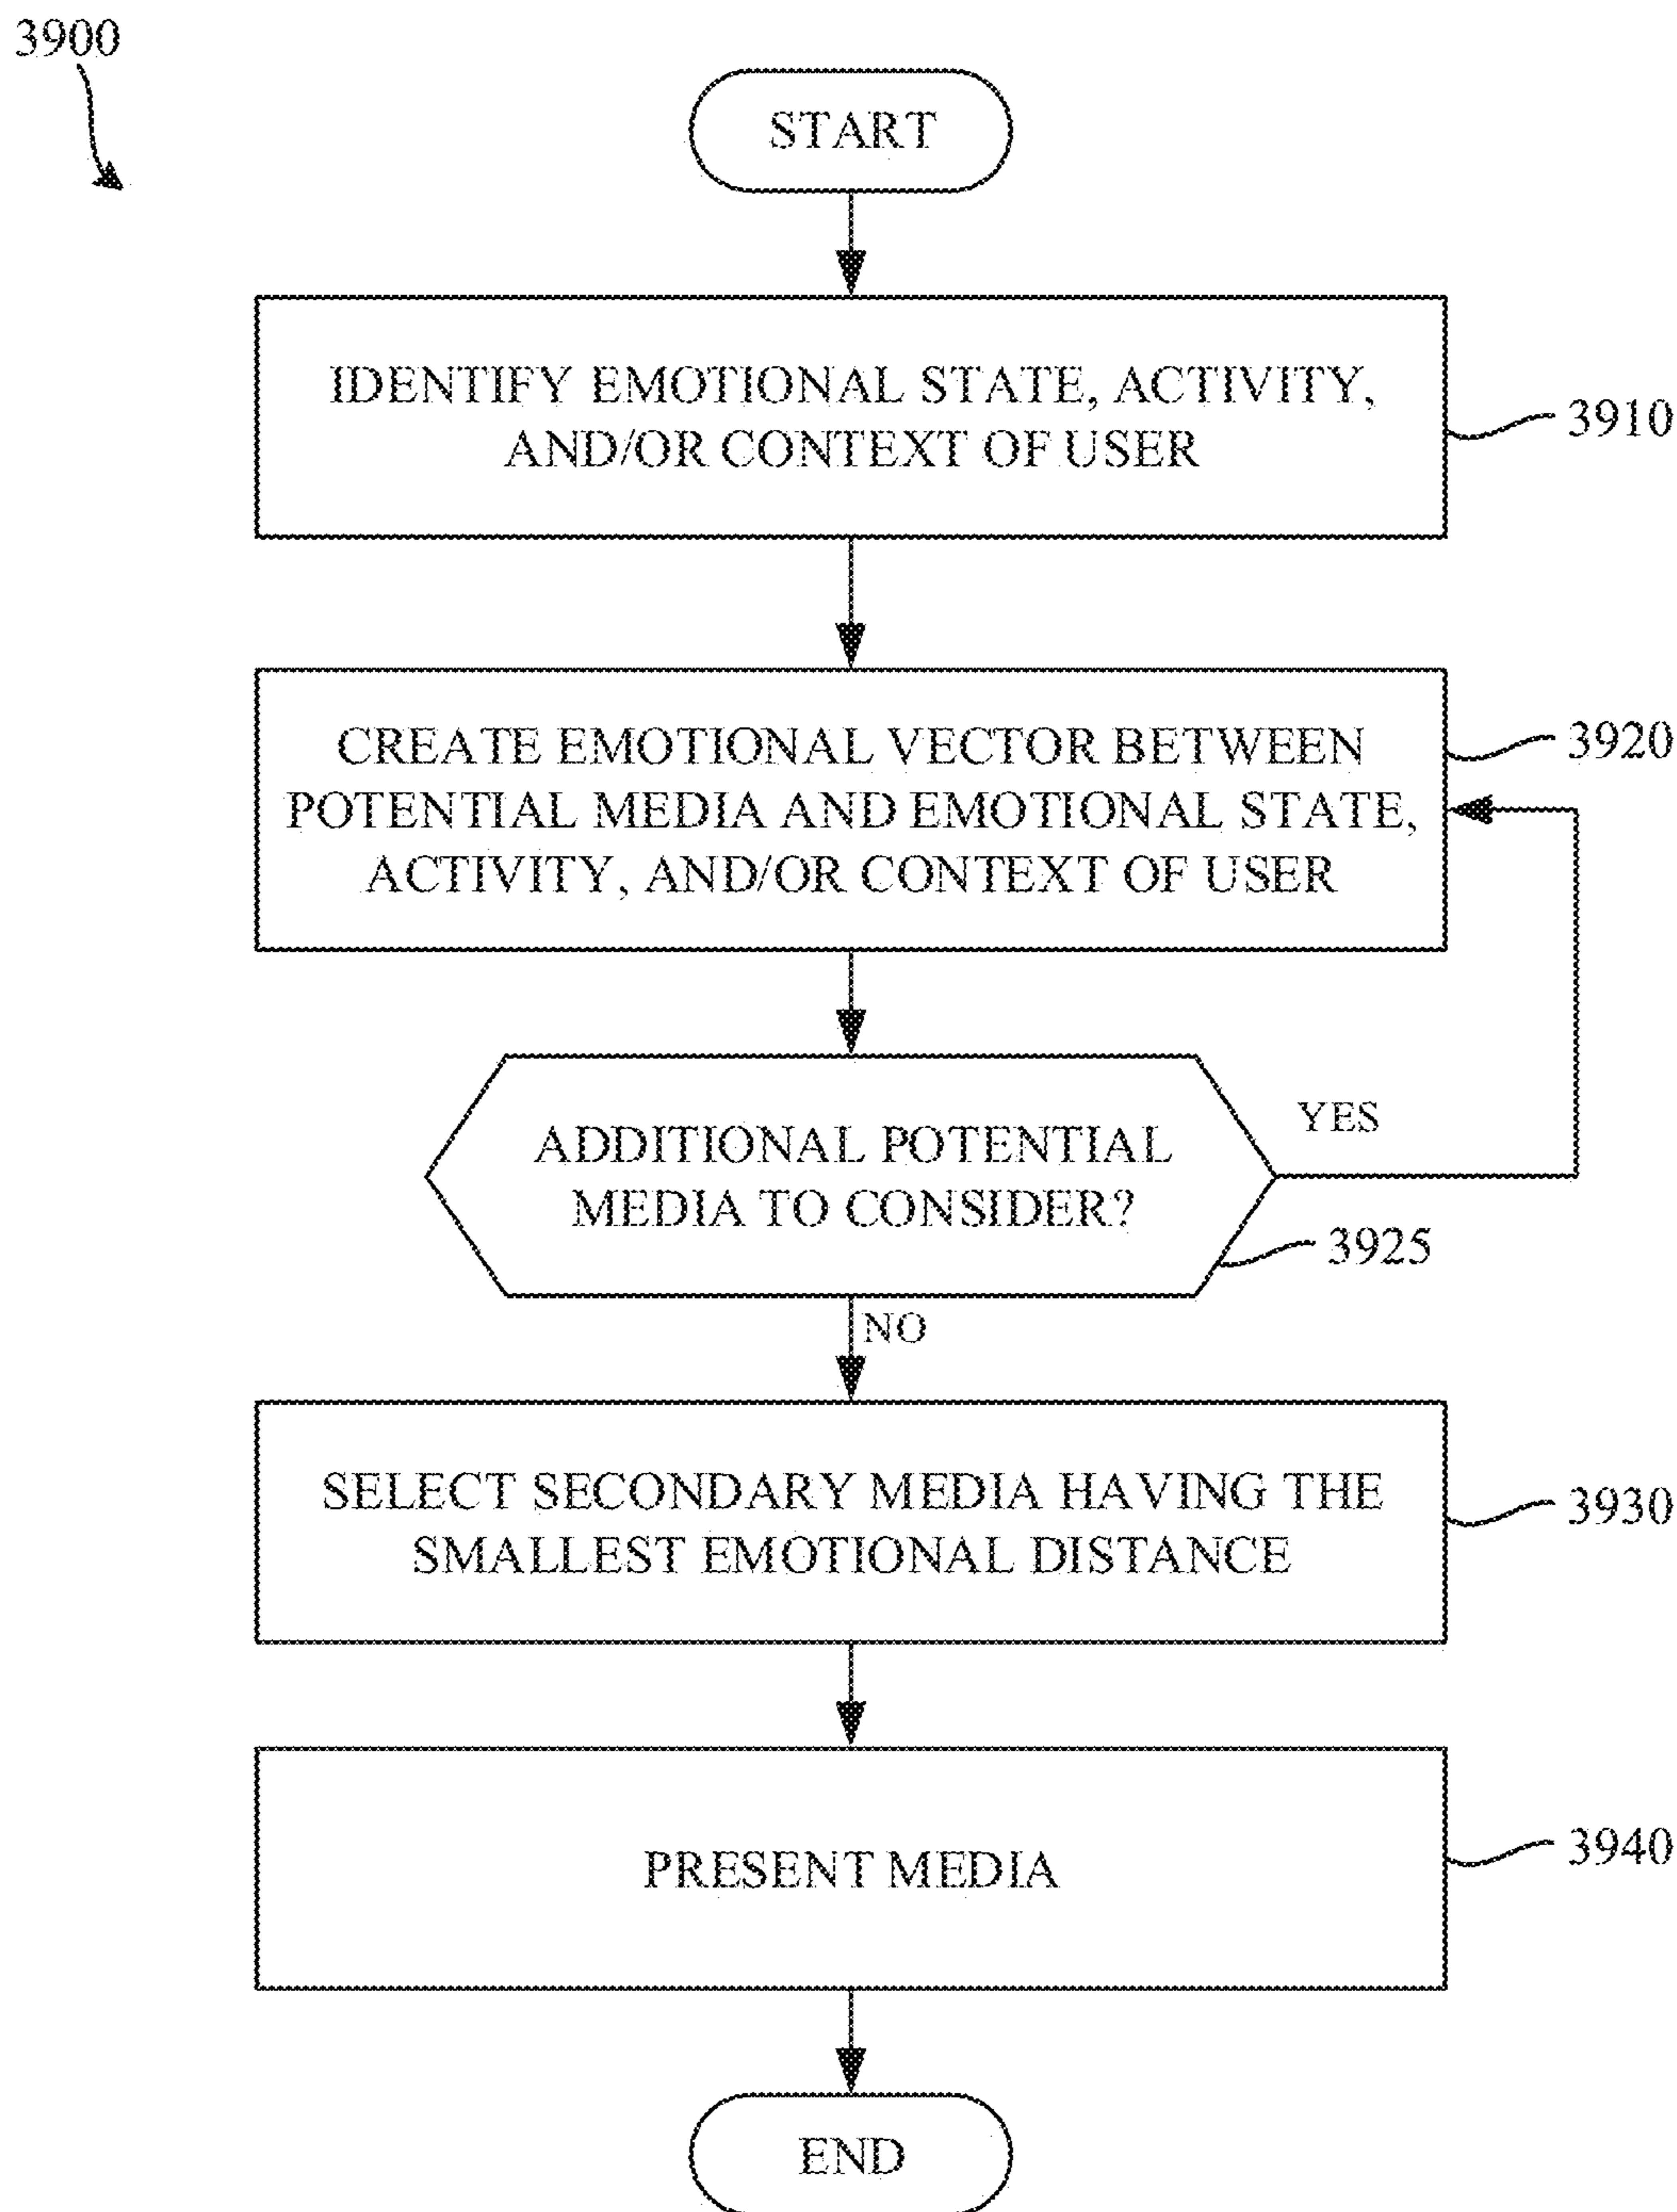 3900
START
IDENTIFY EMOTIONAL STATE, ACTIVITY,
AND/OR CONTEXT OF USER
3910
CREATE EMOTIONAL VECTOR BETWEEN
POTENTIAL MEDIA AND EMOTIONAL STATE,
ACTIVITY, AND/OR CONTEXT OF USER
3920
ADDITIONAL POTENTIAL
MEDIA TO CONSIDER?
YES
3925
NO
SELECT SECONDARY MEDIA HAVING THE
SMALLEST EMOTIONAL DISTANCE
3930
PRESENT MEDIA
3940
END